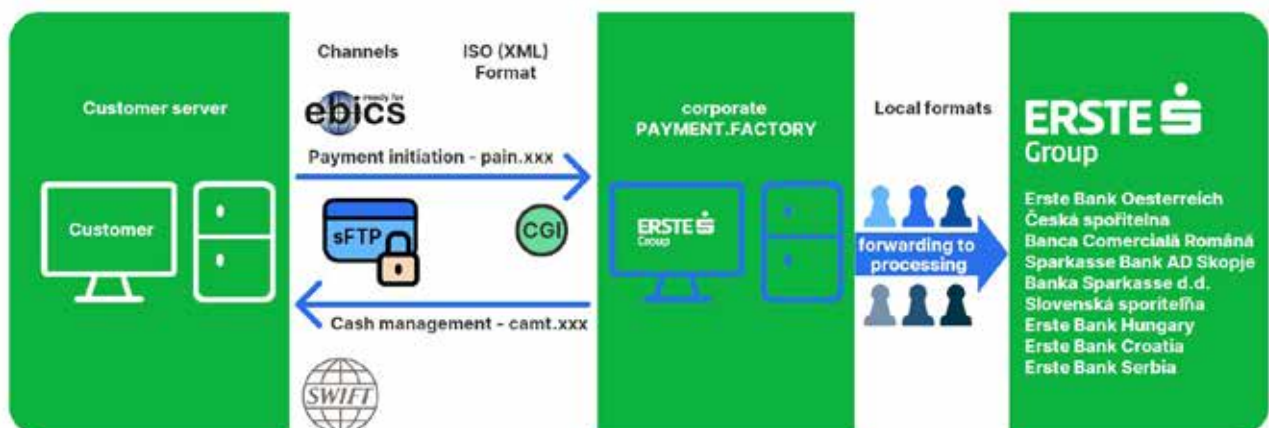 Customer server
Customer
Channels
ISO (XML)
Format
ready for
ebics
Payment initiation - pain.xxx
sFTP
CGI
Cash management - camt.xxx
SWIFT
corporate
PAYMENT.FACTORY
ERSTE
Group
Local formats
forwarding to
processing
ERSTE
Group
Erste Bank Oesterreich
Česká spořitelna
Banca Comercială Română
Sparkasse Bank AD Skopje
Banka Sparkasse d.d.
Slovenská sporiteľňa
Erste Bank Hungary
Erste Bank Croatia
Erste Bank Serbia